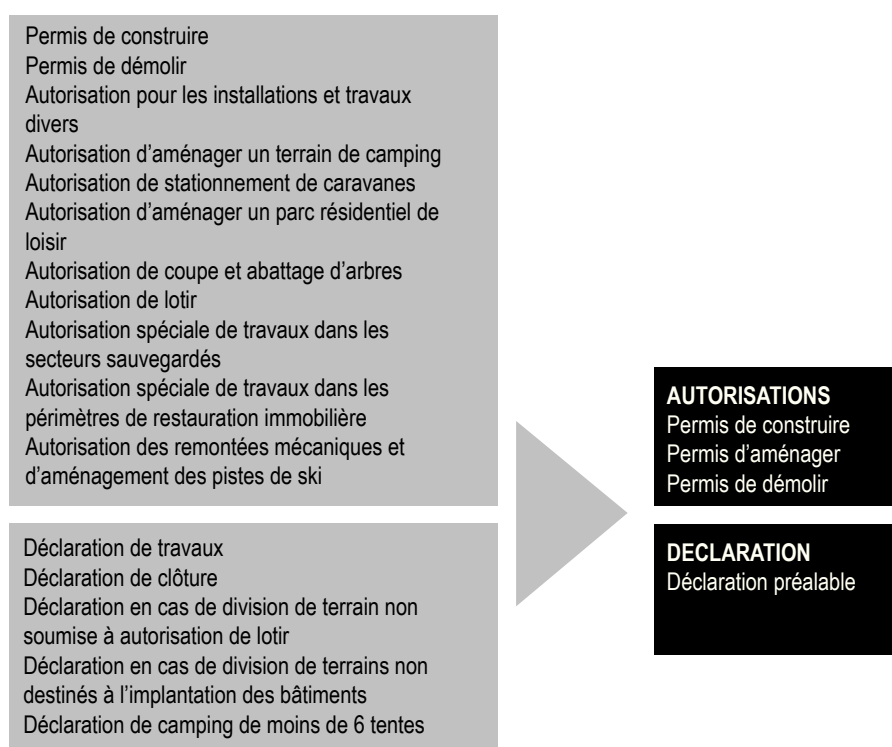 Permis de construire
Permis de démolir
Autorisation pour les installations et travaux
divers
Autorisation d’aménager un terrain de camping
Autorisation de stationnement de caravanes
Autorisation d’aménager un parc résidentiel de
loisir
Autorisation de coupe et abattage d’arbres
Autorisation de lotir
Autorisation spéciale de travaux dans les
secteurs sauvegardés
Autorisation spéciale de travaux dans les
périmètres de restauration immobilière
Autorisation des remontées mécaniques et
d’aménagement des pistes de ski
Déclaration de travaux
Déclaration de clôture
Déclaration en cas de division de terrain non
soumise à autorisation de lotir
Déclaration en cas de division de terrains non
destinés à l’implantation des bâtiments
Déclaration de camping de moins de 6 tentes
AUTORISATIONS
Permis de construire
Permis d’aménager
Permis de démolir
DECLARATION
Déclaration préalable